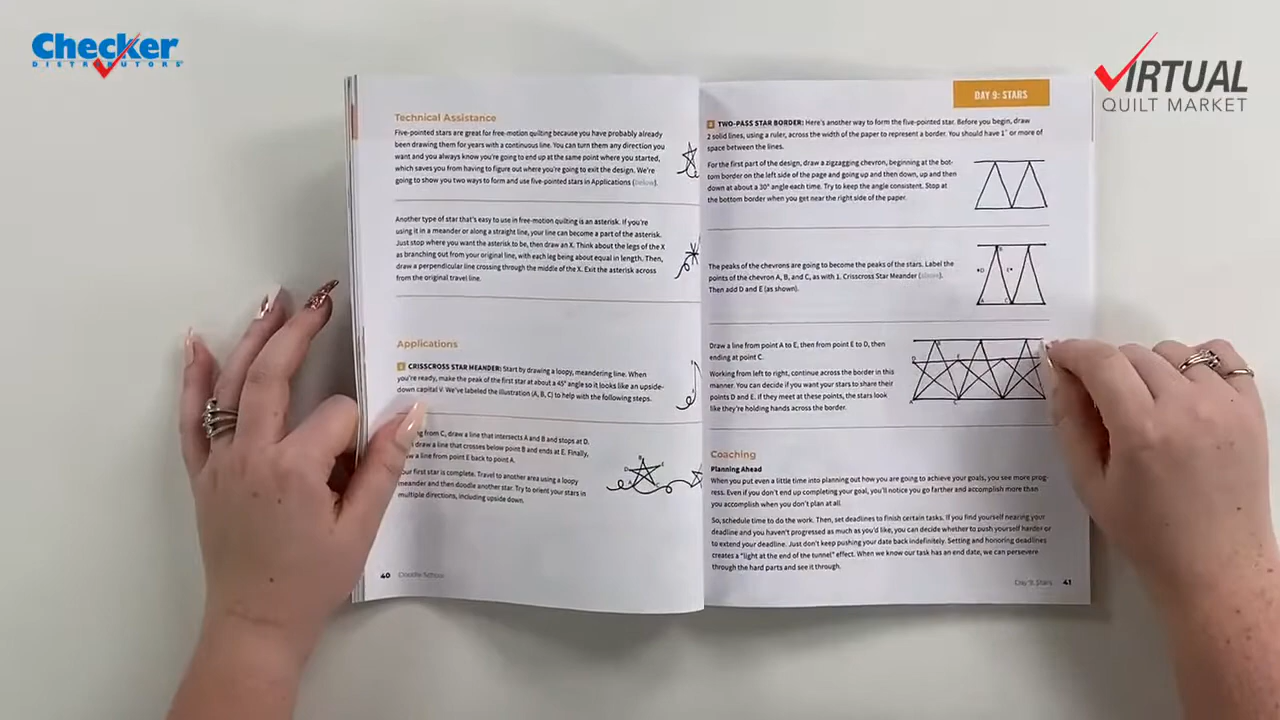 Checker
DISTRIBUTORS
VIRTUAL
QUILT MARKET
Technical Assistance
Five-pointed stars are great for free-motion quilting because you have probably already
been drawing them for years with a continuous line. You can turn them any direction you
want and you always know you're going to end up at the same point where you started,
which saves you from having to figure out where you're going to exit the design. We're
going to show you two ways to form and use five-pointed stars in Applications (below).
Another type of star that's easy to use in free-motion quilting is an asterisk. If you're
using it in a meander or along a straight line, your line can become a part of the asterisk.
Just stop where you want the asterisk to be, then draw an X. Think about the legs of the X
as branching out from your original line, with each leg being about equal in length. Then,
draw a perpendicular line crossing through the middle of the X. Exit the asterisk across
from the original travel line.
Applications
CRISSCROSS STAR MEANDER: Start by drawing a loopy, meandering line. When
you're ready, make the peak of the first star at about a 45° angle so it looks like an upside-
down capital V. We've labeled the illustration (A, B, C) to help with the following steps.
from C, draw a line that intersects A and B and stops at D.
draw a line that crosses below point B and ends at E. Finally,
a line from point E back to point A.
our first star is complete. Travel to another area using a loopy
meander and then doodle another star. Try to orient your stars in
multiple directions, including upside down.
B
D
E
40
DAY 9: STARS
TWO-PASS STAR BORDER: Here's another way to form the five-pointed star. Before you begin, draw
2 solid lines, using a ruler, across the width of the paper to represent a border. You should have 1˝ or more of
space between the lines.
For the first part of the design, draw a zigzagging chevron, beginning at the bot-
tom border on the left side of the page and going up and then down, up and then
down at about a 30° angle each time. Try to keep the angle consistent. Stop at
the bottom border when you get near the right side of the paper.
The peaks of the chevrons are going to become the peaks of the stars. Label the
points of the chevron A, B, and C, as with 1. Crisscross Star Meander (above).
Then add D and E (as shown).
B
D
E
A
C
Draw a line from point A to E, then from point E to D, then
ending at point C.
Working from left to right, continue across the border in this
manner. You can decide if you want your stars to share their
points D and E. If they meet at these points, the stars look
like they're holding hands across the border.
B
D
E
A
C
Coaching
Planning Ahead
When you put even a little time into planning out how you are going to achieve your goals, you see more prog-
ress. Even if you don't end up completing your goal, you'll notice you go farther and accomplish more than
you accomplish when you don't plan at all.
So, schedule time to do the work. Then, set deadlines to finish certain tasks. If you find yourself nearing your
deadline and you haven't progressed as much as you'd like, you can decide whether to push yourself harder or
to extend your deadline. Just don't keep pushing your date back indefinitely. Setting and honoring deadlines
creates a "light at the end of the tunnel" effect. When we know our task has an end date, we can persevere
through the hard parts and see it through.
Day 9: Stars 41